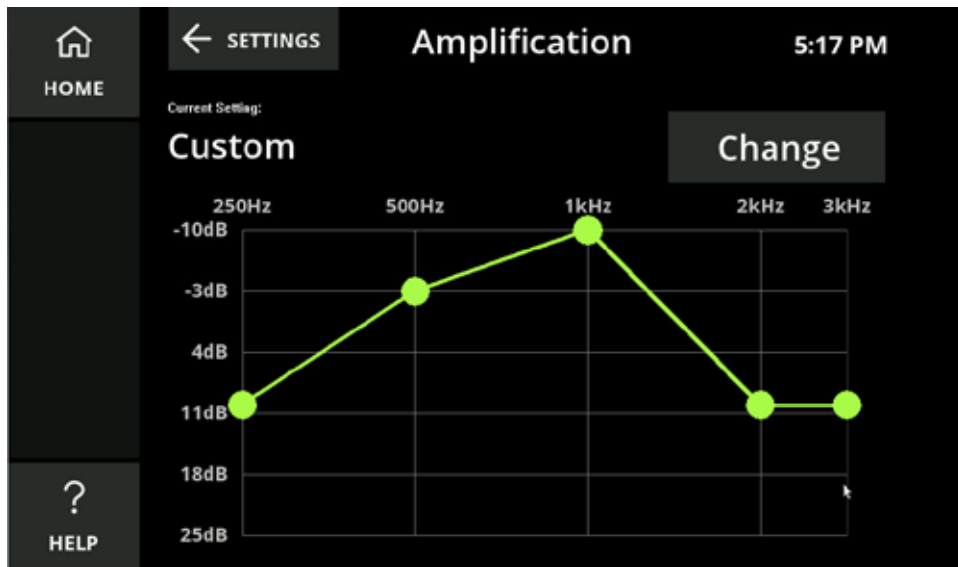 HOME
← SETTINGS
Amplification
5:17 PM
Current Setting:
Custom
Change
250Hz 500Hz 1kHz 2kHz 3kHz
-10dB
-3dB
4dB
11dB
18dB
25dB
?
HELP